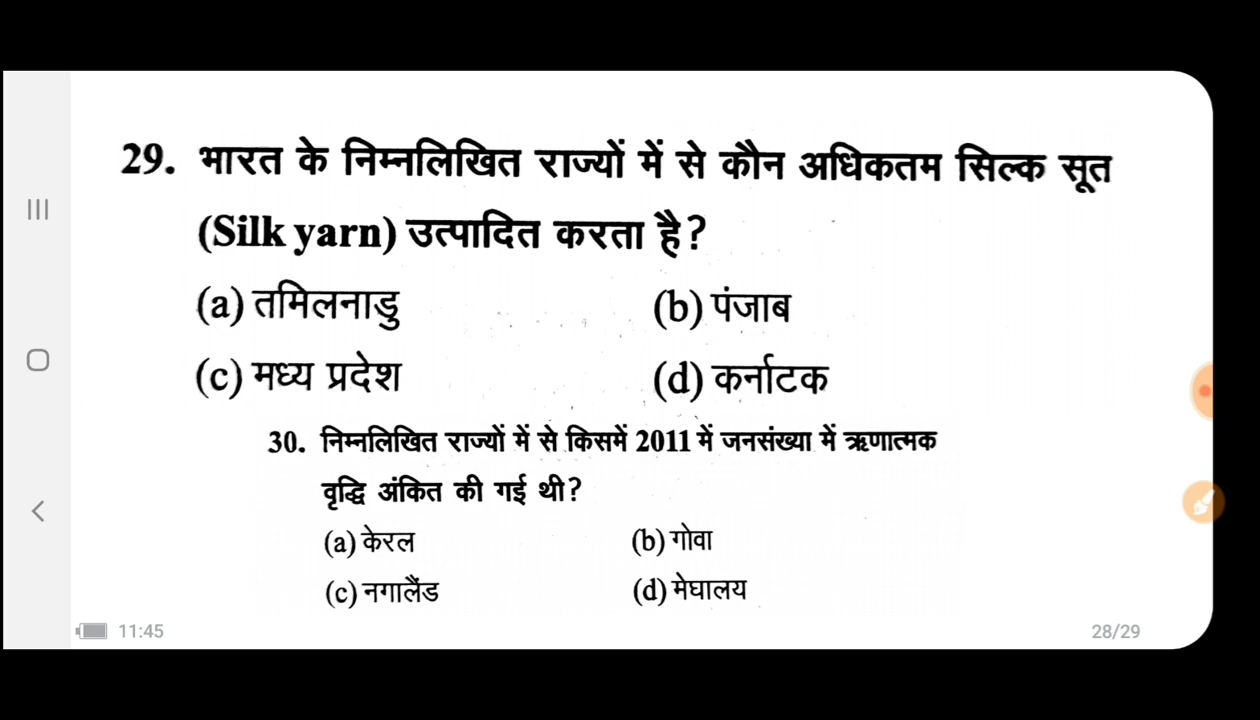 29. भारत के निम्नलिखित राज्यों में से कौन अधिकतम सिल्क सूत
(Silk yarn) उत्पादित करता है?
(a) तमिलनाडु (b) पंजाब
(c) मध्य प्रदेश (d) कर्नाटक
30. निम्नलिखित राज्यों में से किसमें 2011 में जनसंख्या में ऋणात्मक
वृद्धि अंकित की गई थी?
(a) केरल (b) गोवा
(c) नगालैंड (d) मेघालय
11:45 28/29